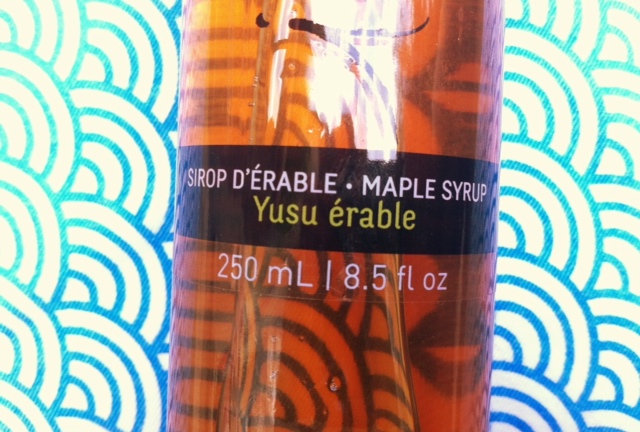 SIROP D'ÉRABLE • MAPLE SYRUP
Yusu érable
250 mL | 8.5 fl oz